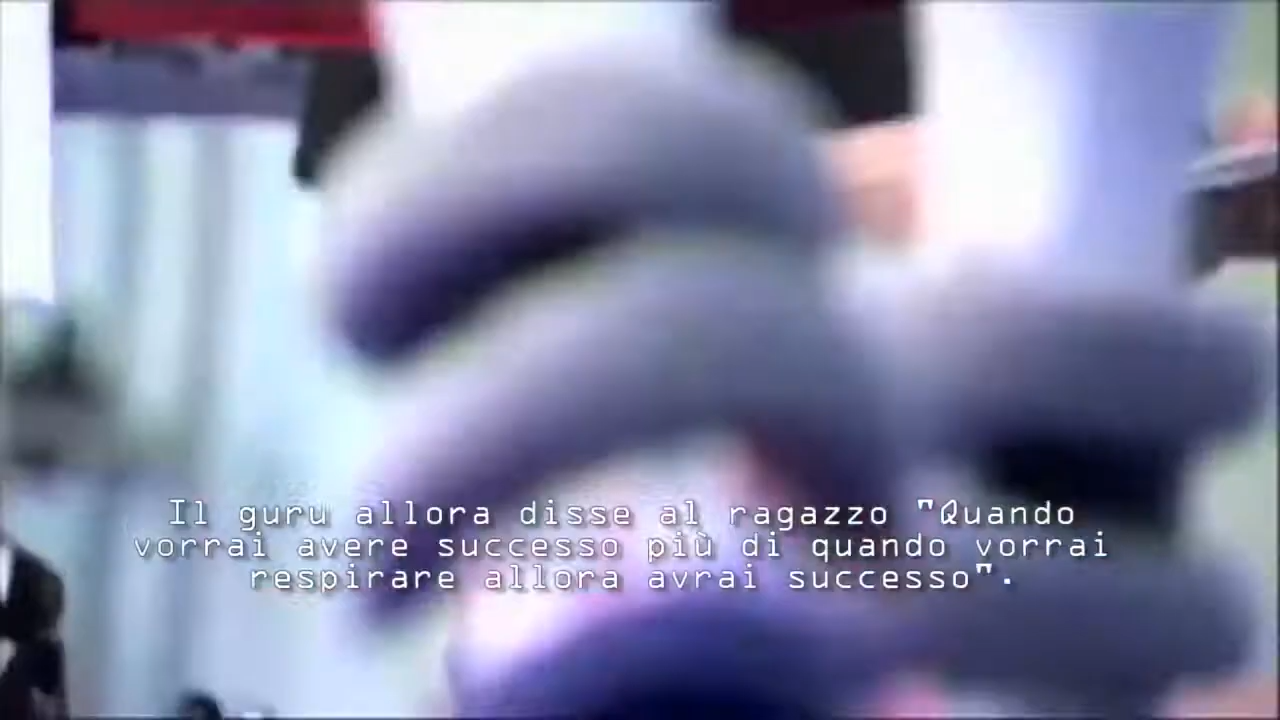 Il guru allora disse al ragazzo "Quando
vorrai avere successo più di quando vorrai
respirare allora avrai successo".